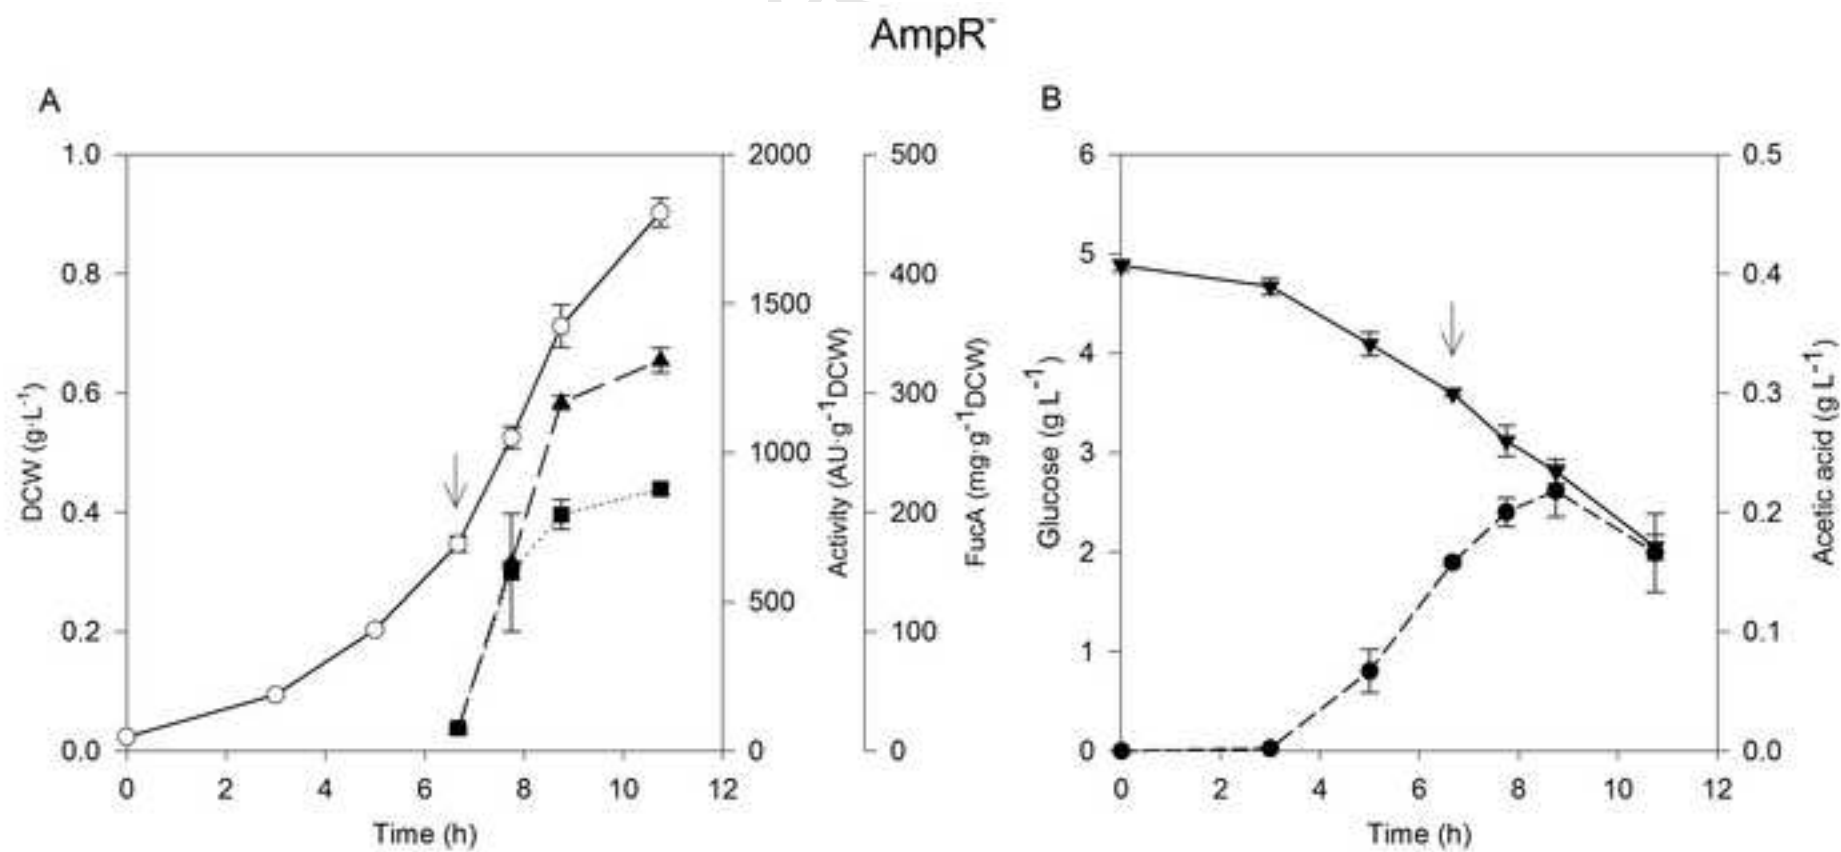 AmpR⁻
A
1.0
0.8
0.6
0.4
0.2
0.0
DCW (g·L⁻¹)
0 2 4 6 8 10 12
Time (h)
2000
1500
1000
500
0
Activity (AU·g⁻¹DCW)
500
400
300
200
100
0
FucA (mg·g⁻¹DCW)
B
6
5
4
3
2
1
0
Glucose (g L⁻¹)
0 2 4 6 8 10 12
Time (h)
0.5
0.4
0.3
0.2
0.1
0.0
Acetic acid (g L⁻¹)